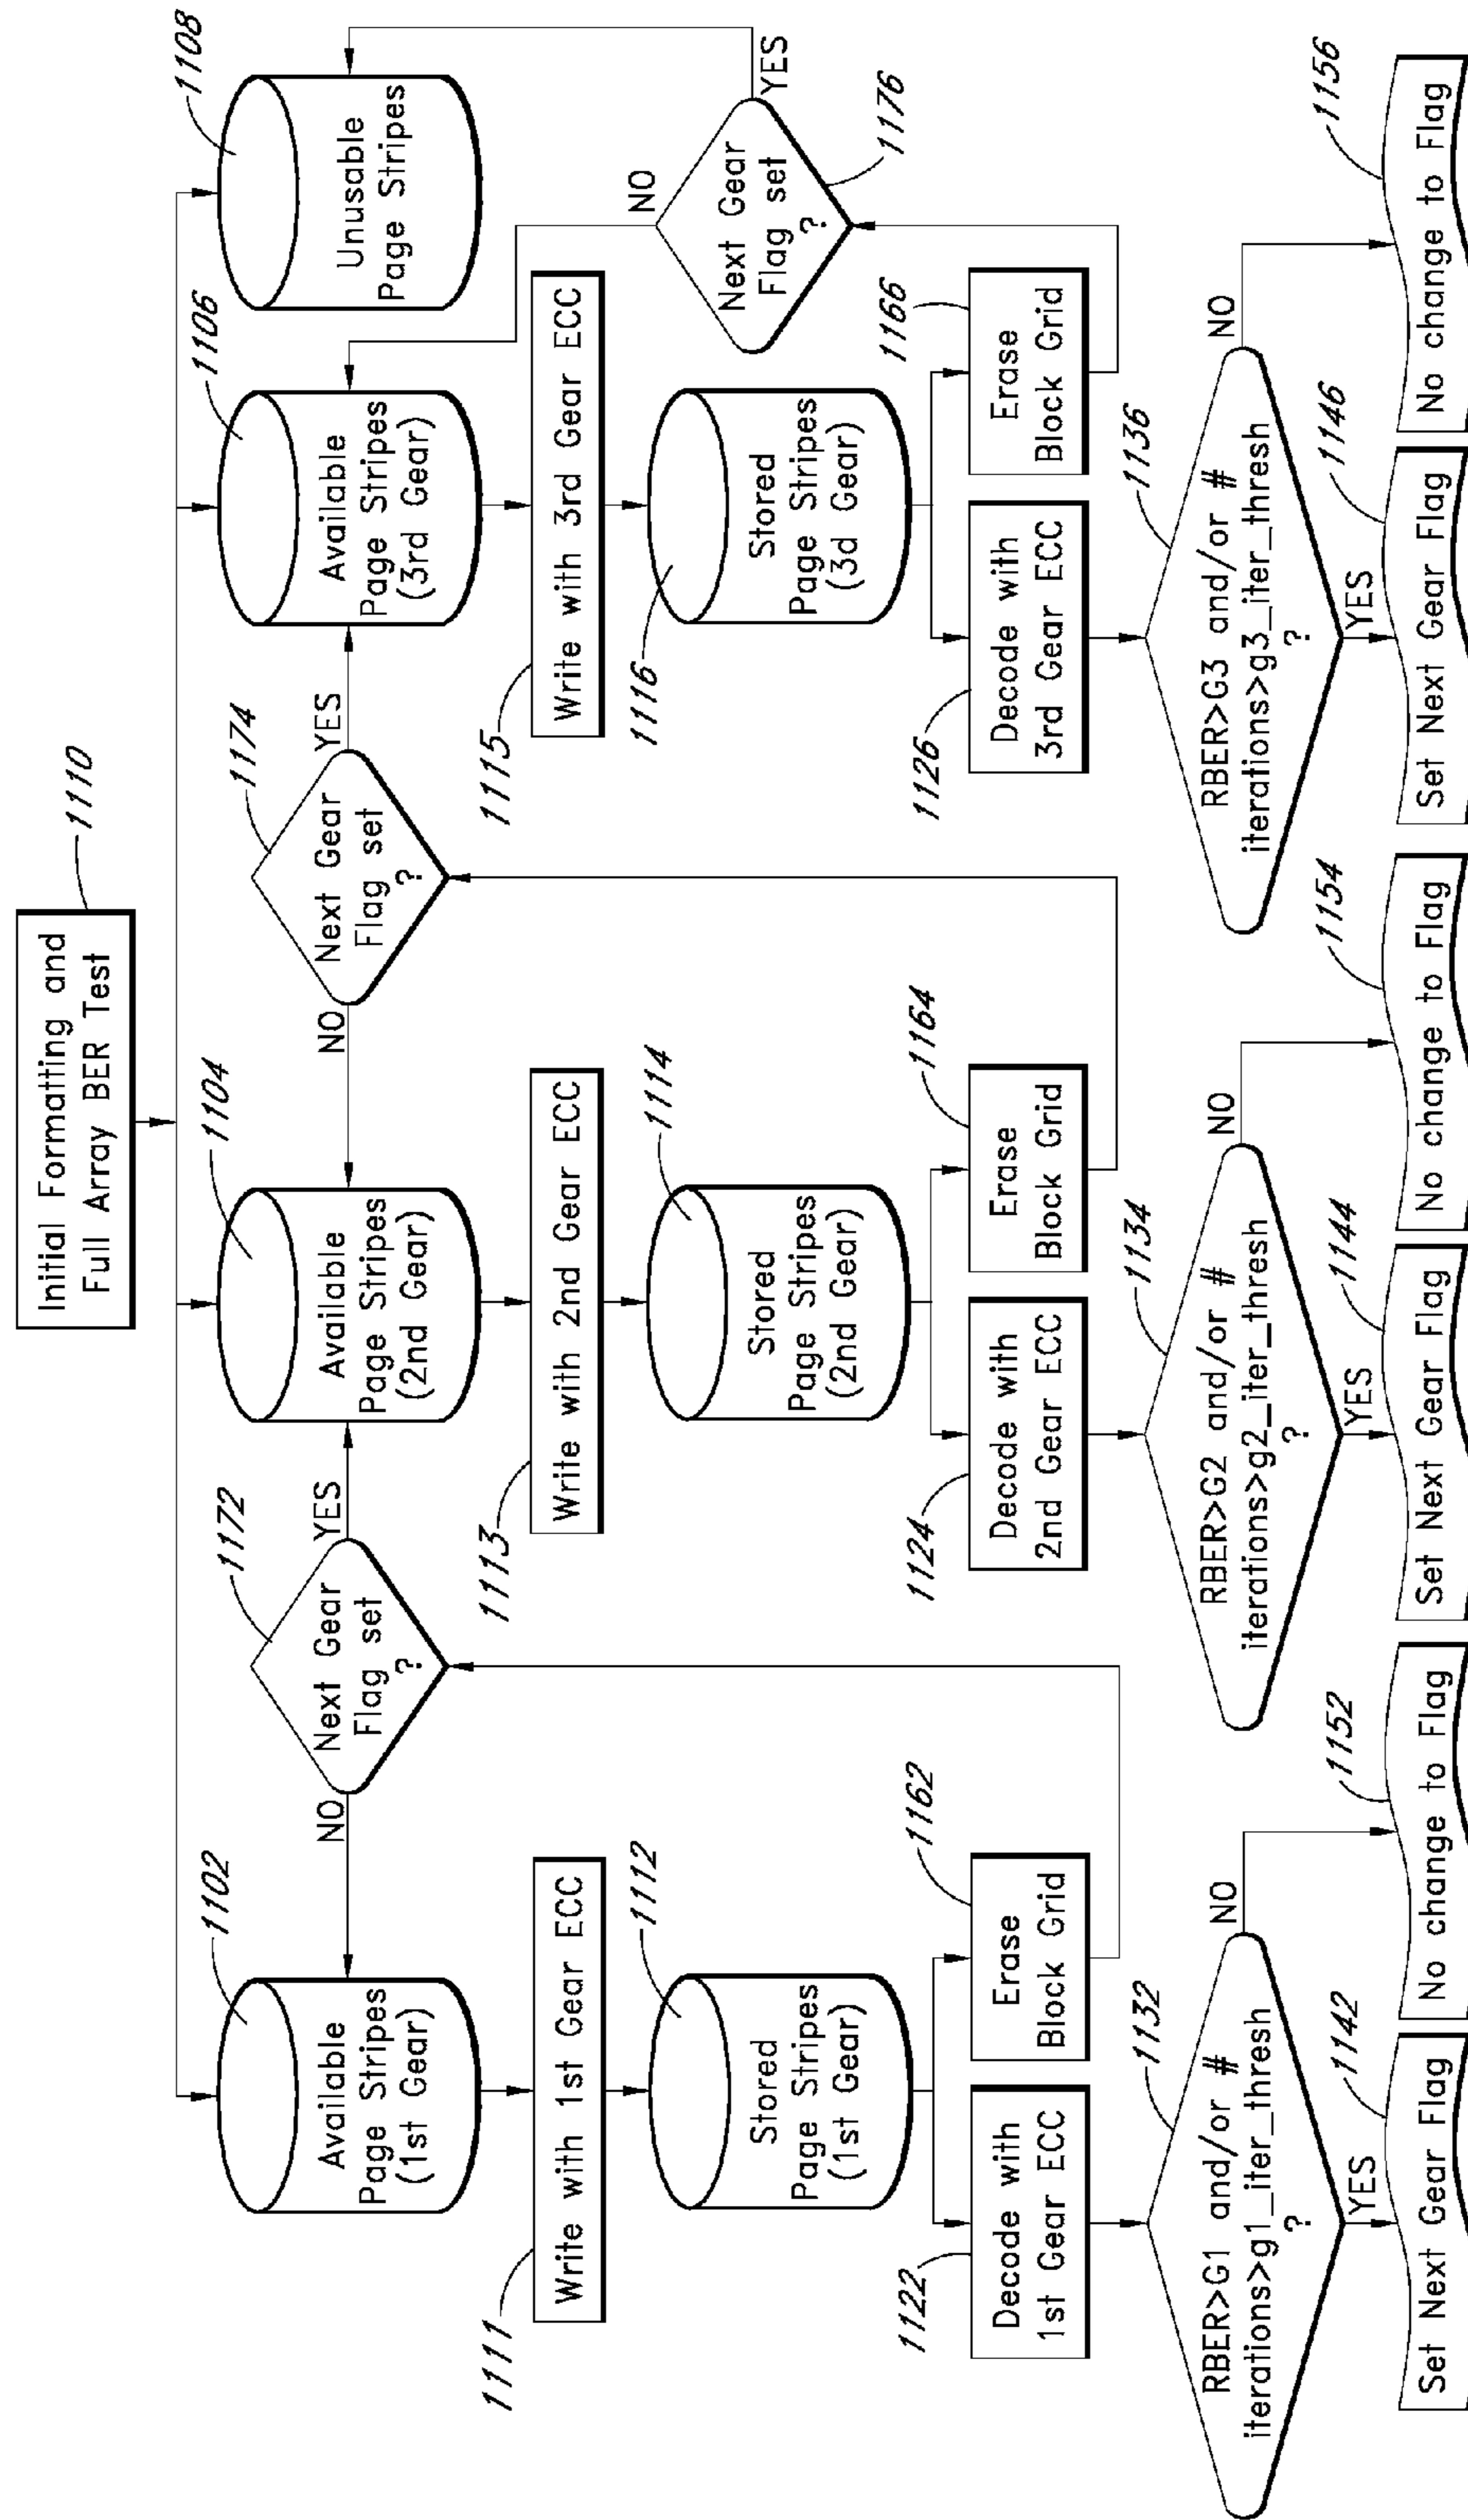 Initial Formatting and
Full Array BER Test
1110
1102
Available
Page Stripes
(1st Gear)
NO
1172
Next Gear
Flag set
?
YES
1104
Available
Page Stripes
(2nd Gear)
NO
1174
Next Gear
Flag set
?
YES
1106
Available
Page Stripes
(3rd Gear)
1108
Unusable
Page Stripes
1111
Write with 1st Gear ECC
1113
Write with 2nd Gear ECC
1115
Write with 3rd Gear ECC
NO
Next Gear
Flag set
?
YES
1176
1112
Stored
Page Stripes
(1st Gear)
1114
Stored
Page Stripes
(2nd Gear)
1116
Stored
Page Stripes
(3d Gear)
1122
Decode with
1st Gear ECC
1162
Erase
Block Grid
1124
Decode with
2nd Gear ECC
1164
Erase
Block Grid
1126
Decode with
3rd Gear ECC
1166
Erase
Block Grid
1132
RBER>G1 and/or #
iterations>g1_iter_thresh
?
NO
YES
1134
RBER>G2 and/or #
iterations>g2_iter_thresh
?
NO
YES
1136
RBER>G3 and/or #
iterations>g3_iter_thresh
?
NO
YES
1142
Set Next Gear Flag
1152
No change to Flag
1144
Set Next Gear Flag
1154
No change to Flag
1146
Set Next Gear Flag
1156
No change to Flag